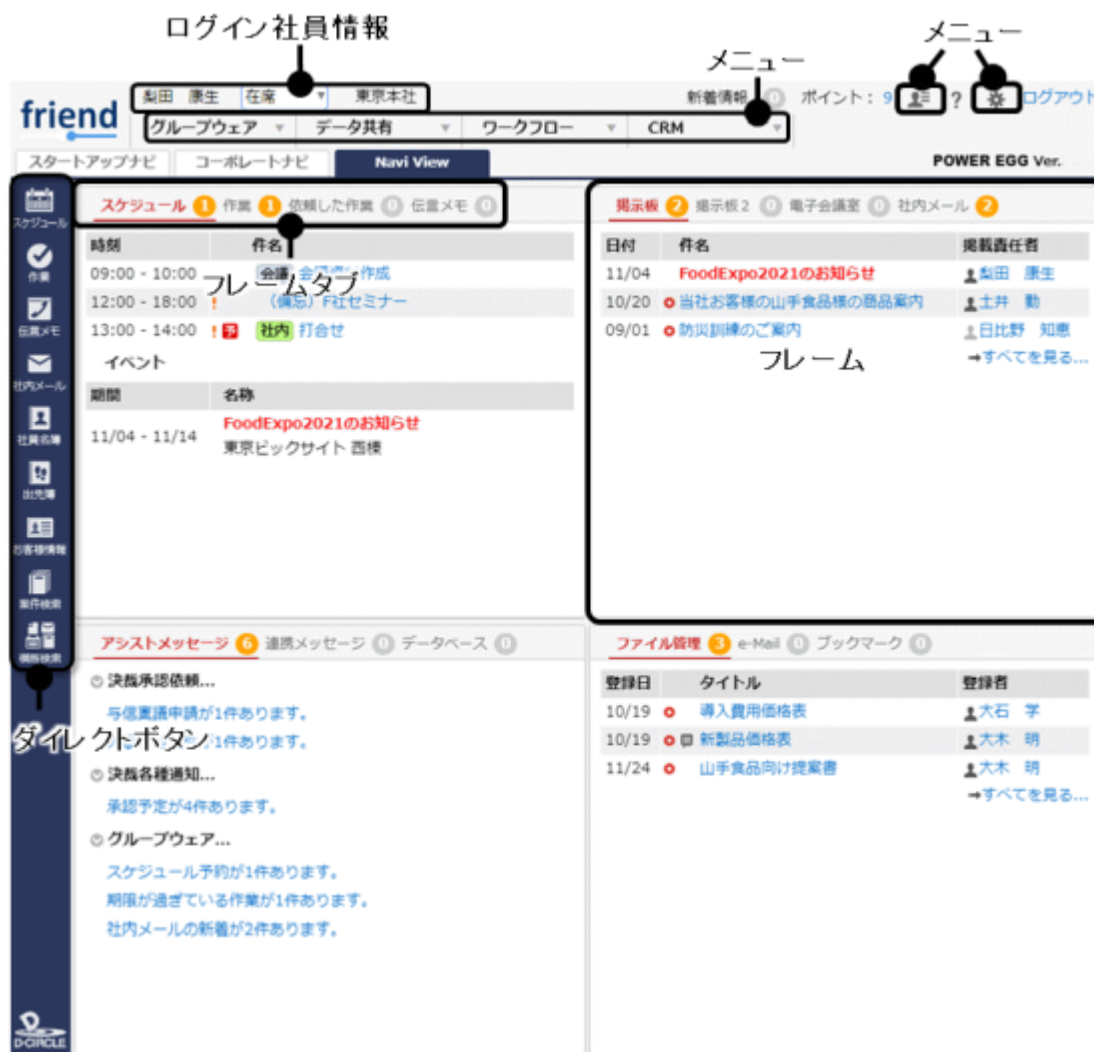 ログイン社員情報
メニュー
メニュー
friend
梨田 康生 在席 東京本社
新着情報 0 ポイント: 9 ? ログアウト
グループウェア データ共有 ワークフロー CRM
スタートアップナビ コーポレートナビ Navi View
POWER EGG Ver.
スケジュール
作業
伝言メモ
社内メール
社員名簿
出先簿
お客様情報
案件検索
横断検索
スケジュール 1 作業 1 依頼した作業 0 伝言メモ 0
時刻 件名
09:00 - 10:00 会議 作成
フレームタブ
12:00 - 18:00 ! (備忘) F社セミナー
13:00 - 14:00 ! 予 社内 打合せ
イベント
期間 名称
11/04 - 11/14 FoodExpo2021のお知らせ
東京ビックサイト 西棟
掲示板 2 掲示板2 0 電子会議室 0 社内メール 2
日付 件名 掲載責任者
11/04 FoodExpo2021のお知らせ 梨田 康生
10/20 当社お客様の山手食品様の商品案内 土井 勤
09/01 防災訓練のご案内 日比野 知恵
フレーム
→すべてを見る...
アシストメッセージ 6 連携メッセージ 0 データベース 0
決裁承認依頼...
与信稟議申請が1件あります。
が1件あります。
ダイレクトボタン
決裁各種通知...
承認予定が4件あります。
グループウェア...
スケジュール予約が1件あります。
期限が過ぎている作業が1件あります。
社内メールの新着が2件あります。
ファイル管理 3 e-Mail 0 ブックマーク 0
登録日 タイトル 登録者
10/19 導入費用価格表 大石 学
10/19 新製品価格表 大木 明
11/24 山手食品向け提案書 大木 明
→すべてを見る...
D-CIRCLE